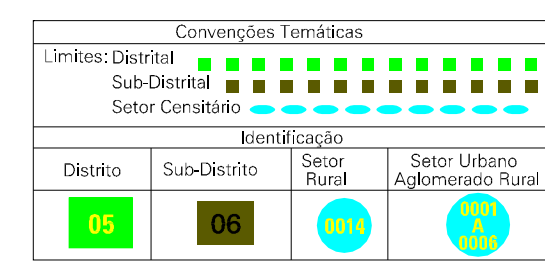 Convenções Temáticas
Limites: Distrital
Sub-Distrital
Setor Censitário
Identificação
Distrito
Sub-Distrito
Setor
Rural
Setor Urbano
Aglomerado Rural
05
06
0014
0001
A
0006